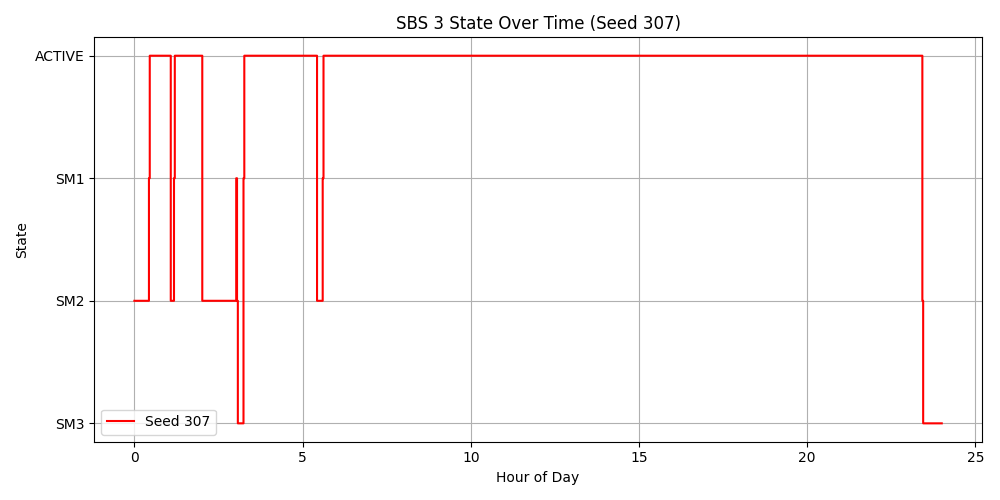 SBS 3 State Over Time (Seed 307)
ACTIVE
SM1
SM2
SM3
State
Seed 307
0
5
10
15
20
25
Hour of Day